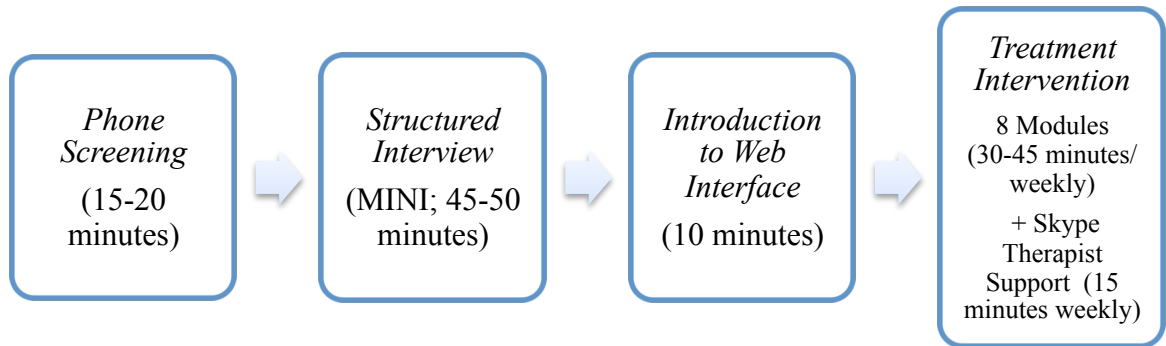 Phone
Screening
(15-20
minutes)
Structured
Interview
(MINI; 45-50
minutes)
Introduction
to Web
Interface
(10 minutes)
Treatment
Intervention
8 Modules
(30-45 minutes/
weekly)
+ Skype
Therapist
Support (15
minutes weekly)